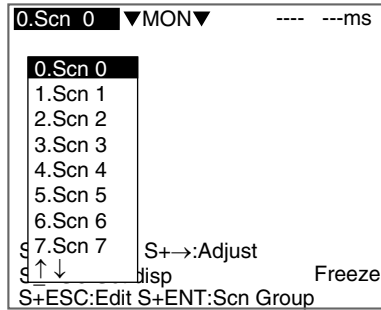 0.Scn 0 ▼MON▼ ---- ---ms
0.Scn 0
1.Scn 1
2.Scn 2
3.Scn 3
4.Scn 4
5.Scn 5
6.Scn 6
7.Scn 7
↑↓
S+→:Adjust
disp Freeze
S+ESC:Edit S+ENT:Scn Group